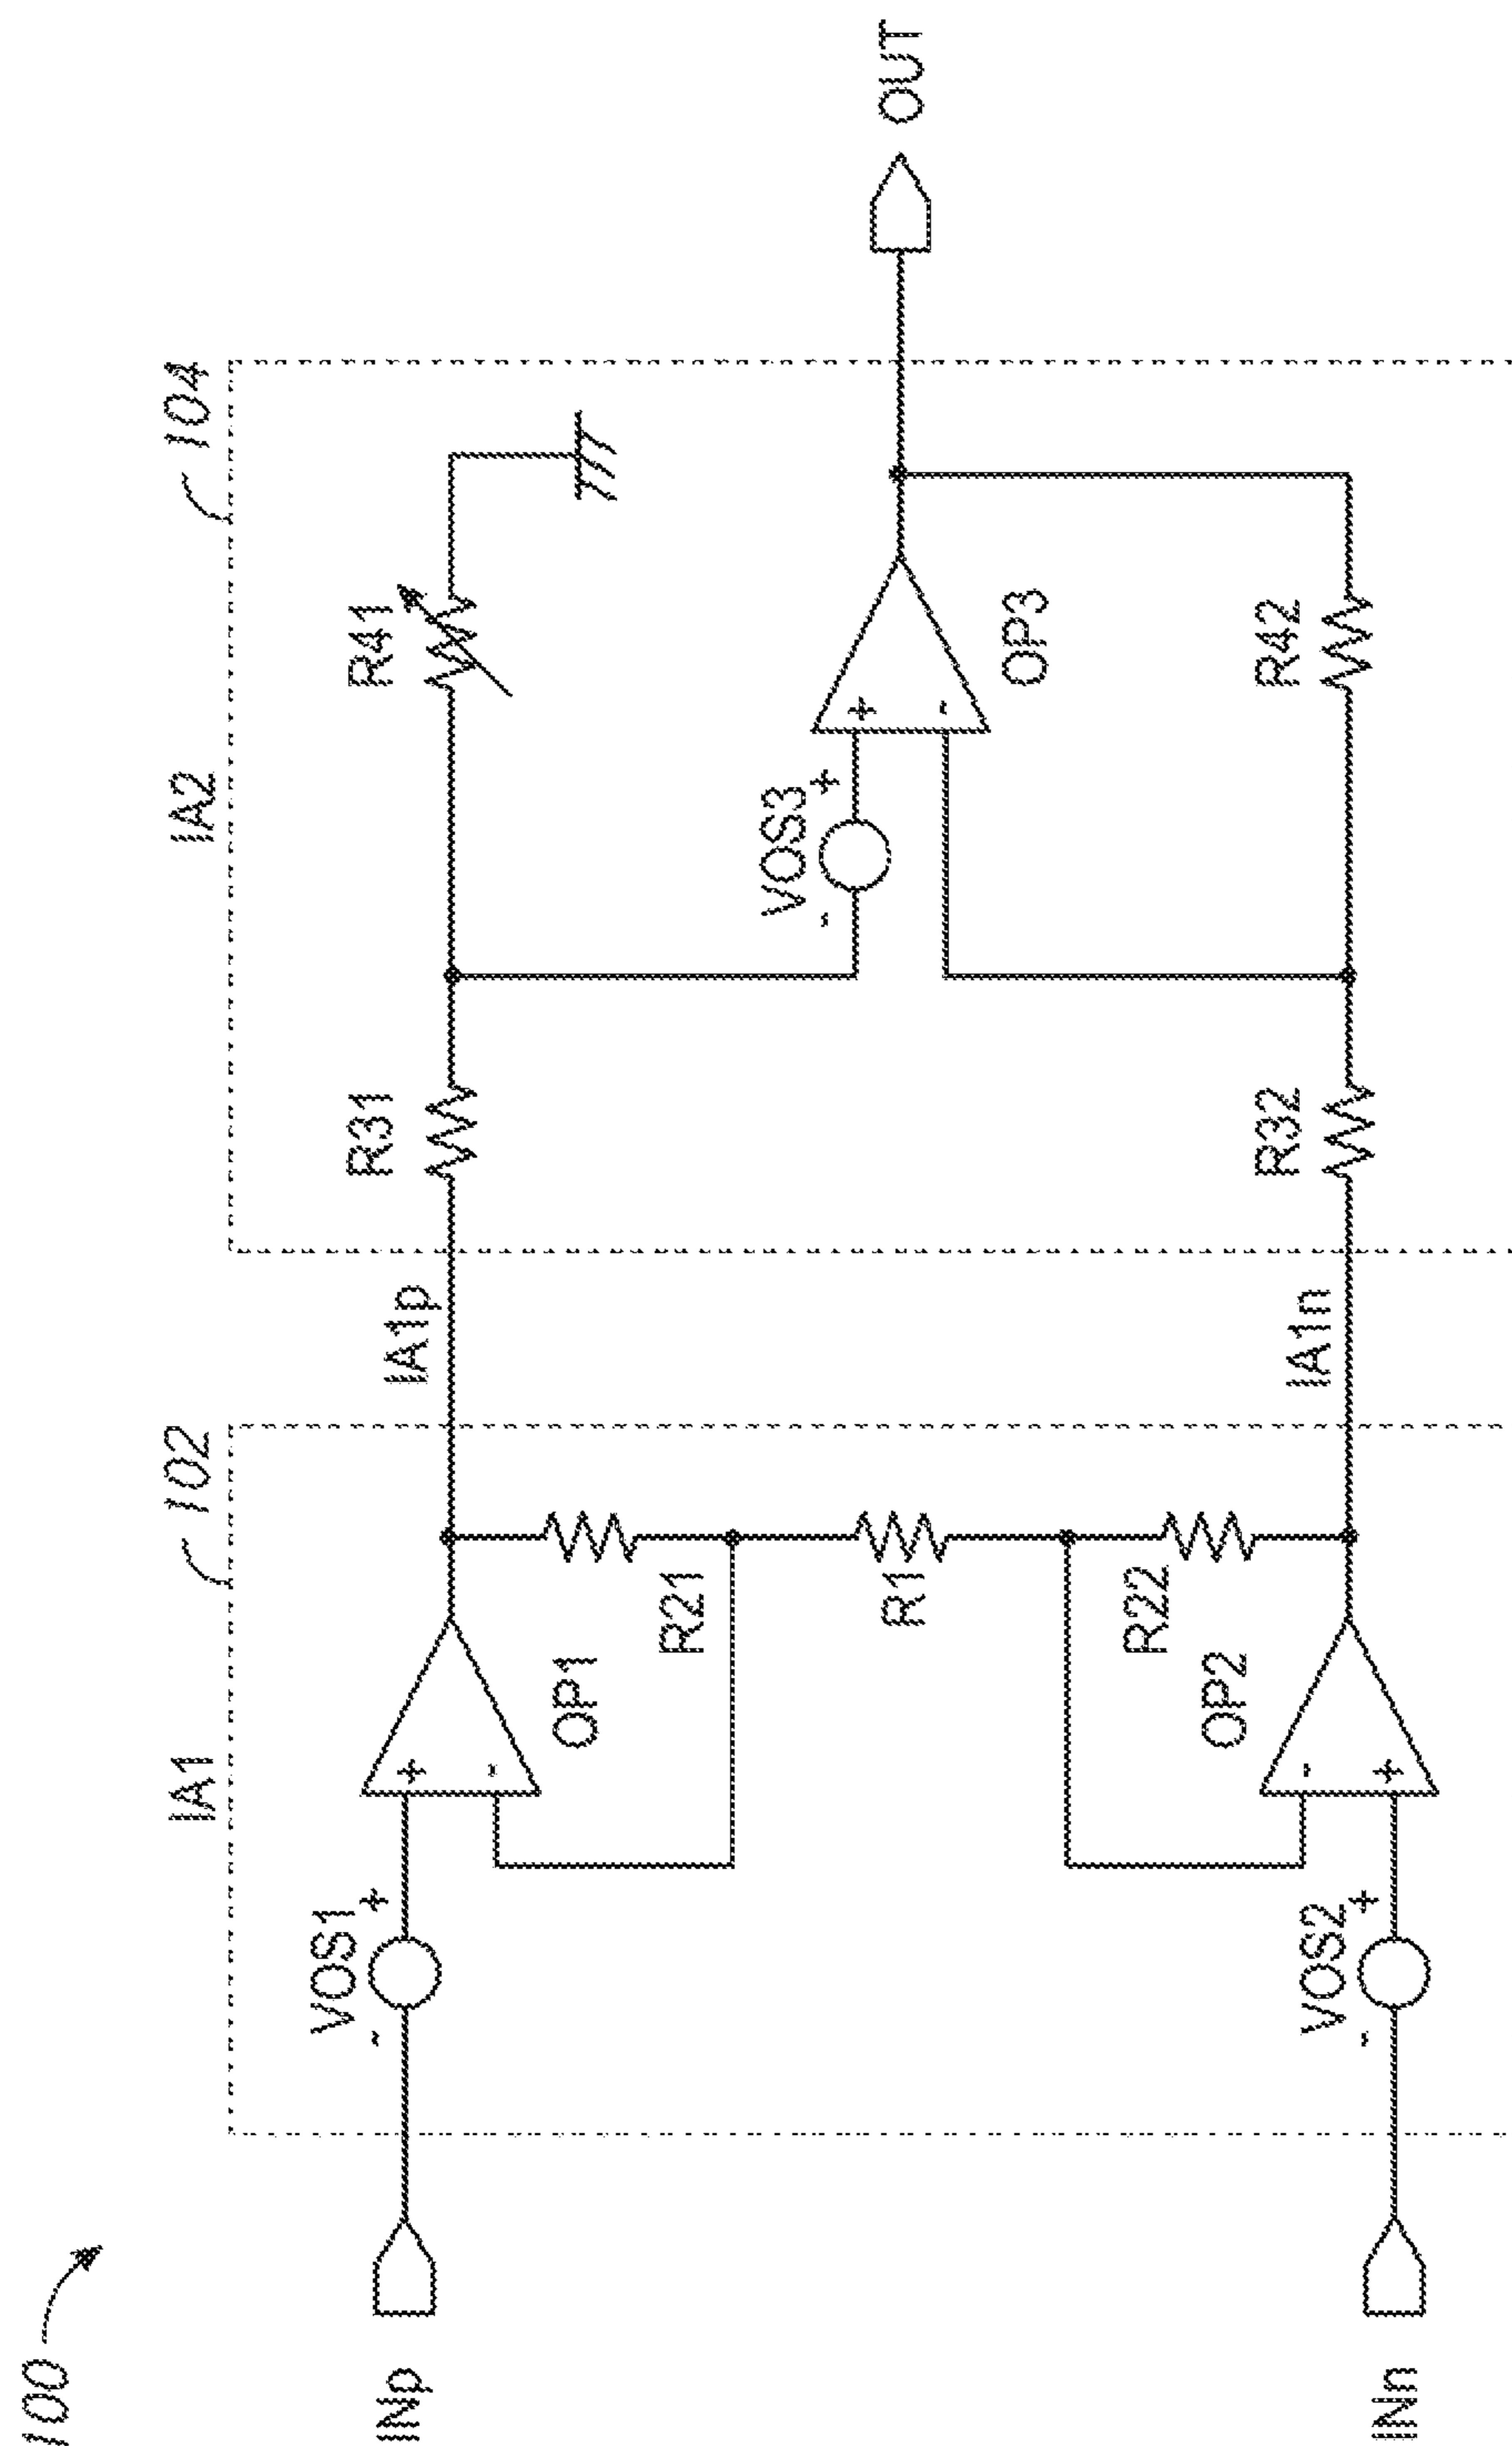 100
IA1
102
IA2
104
INp
- VOS1 +
+
-
OP1
R21
R1
R22
OP2
-
+
INn
- VOS2 +
IA1p
IA1n
R31
R41
- VOS3 +
+
-
OP3
R32
R42
OUT